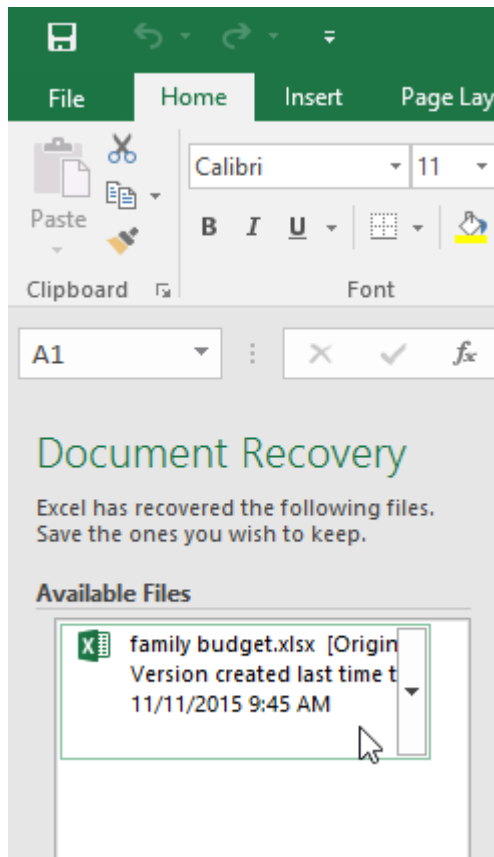 File Home Insert Page Lay
Calibri 11
Paste B I U
Clipboard Font
A1 fx
Document Recovery
Excel has recovered the following files.
Save the ones you wish to keep.
Available Files
family budget.xlsx [Origin
Version created last time t
11/11/2015 9:45 AM